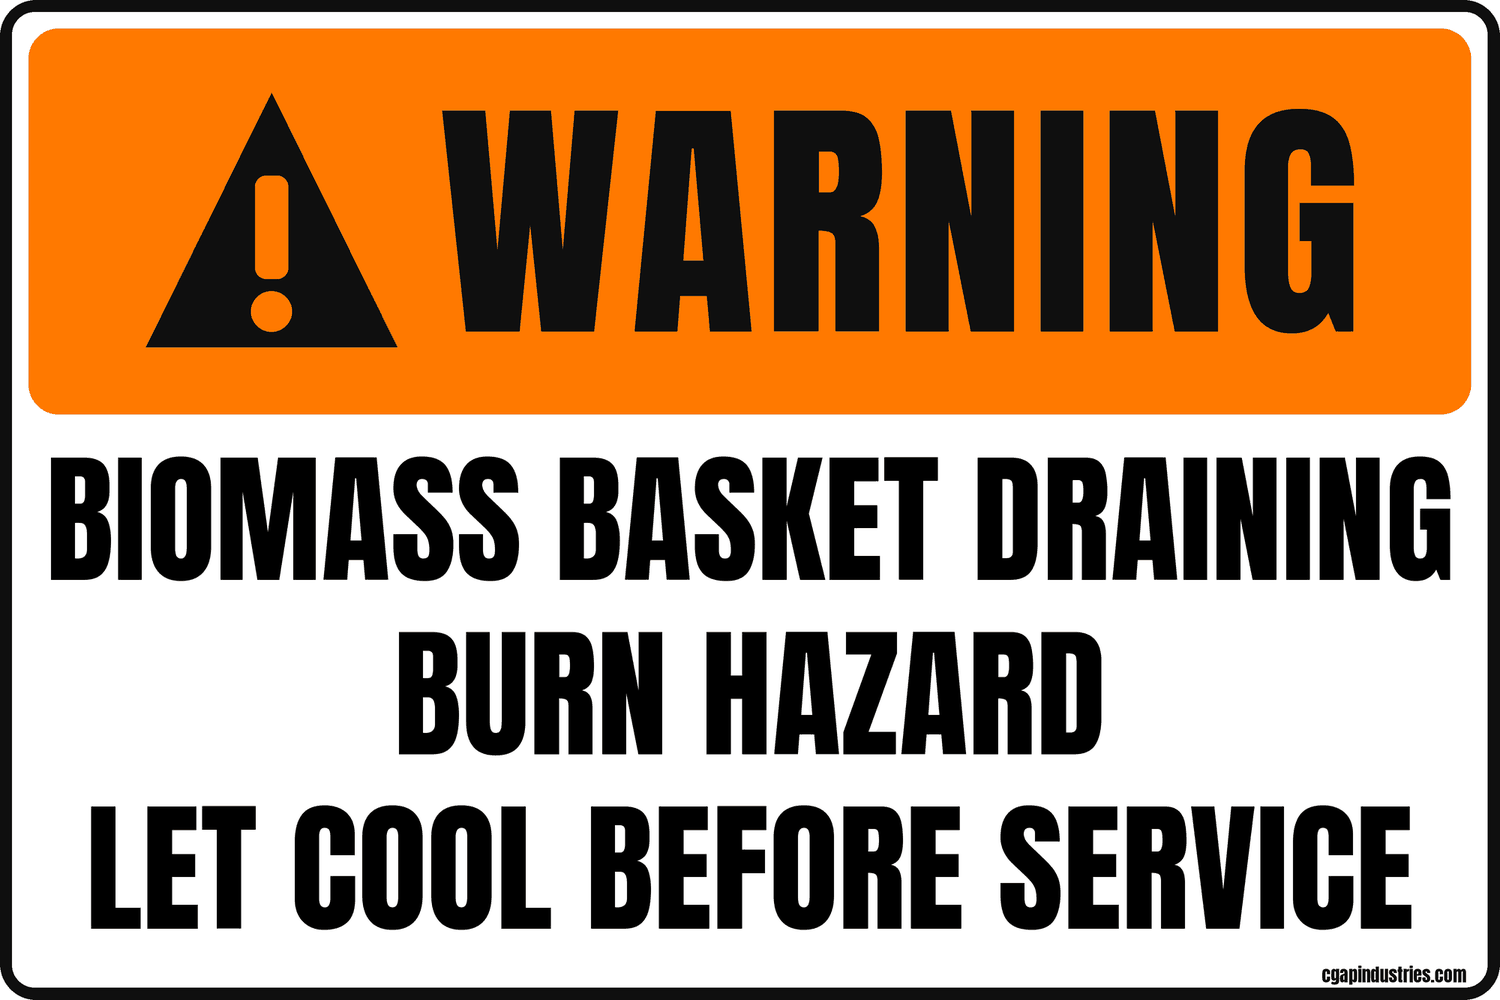 WARNING
BIOMASS BASKET DRAINING
BURN HAZARD
LET COOL BEFORE SERVICE
cgapindustries.com